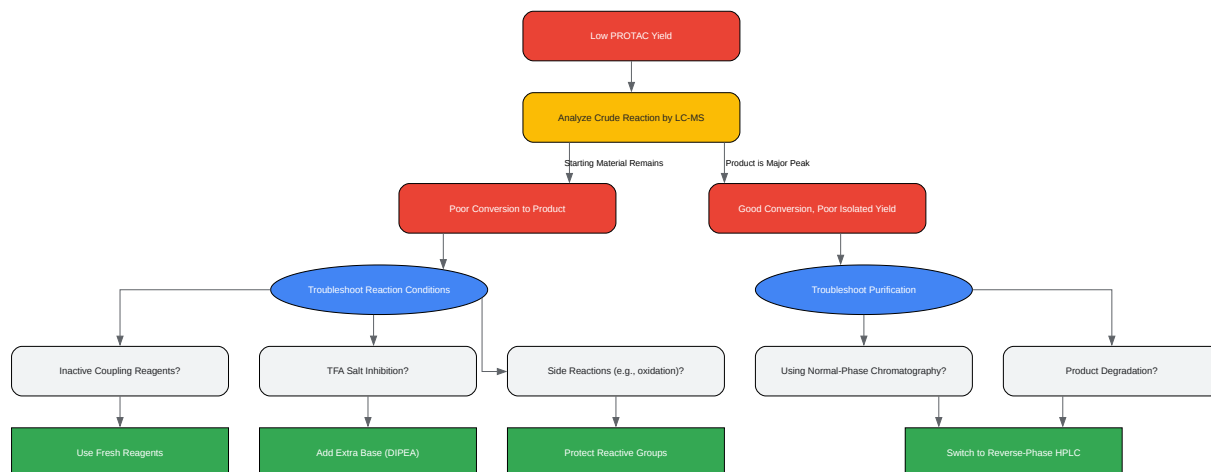 Low PROTAC Yield
Analyze Crude Reaction by LC-MS
Starting Material Remains
Product is Major Peak
Poor Conversion to Product
Good Conversion, Poor Isolated Yield
Troubleshoot Reaction Conditions
Troubleshoot Purification
Inactive Coupling Reagents?
TFA Salt Inhibition?
Side Reactions (e.g., oxidation)?
Using Normal-Phase Chromatography?
Product Degradation?
Use Fresh Reagents
Add Extra Base (DIPEA)
Protect Reactive Groups
Switch to Reverse-Phase HPLC